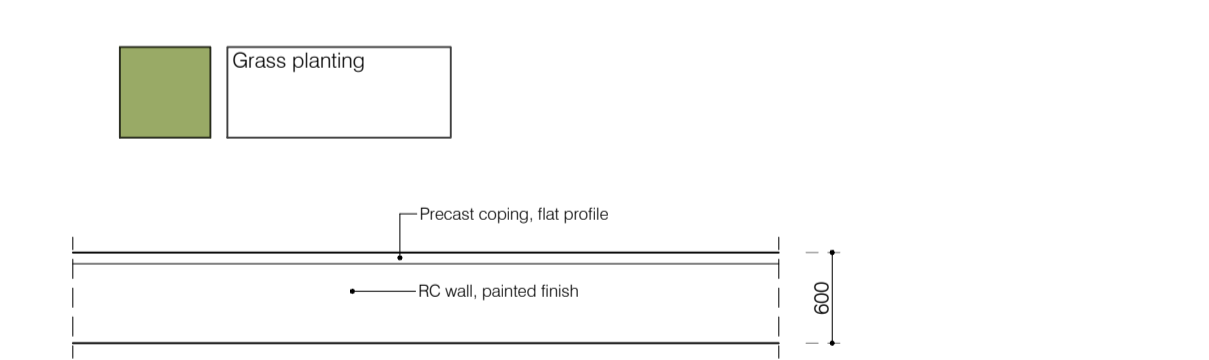 Grass planting
Precast coping, flat profile
RC wall, painted finish
600